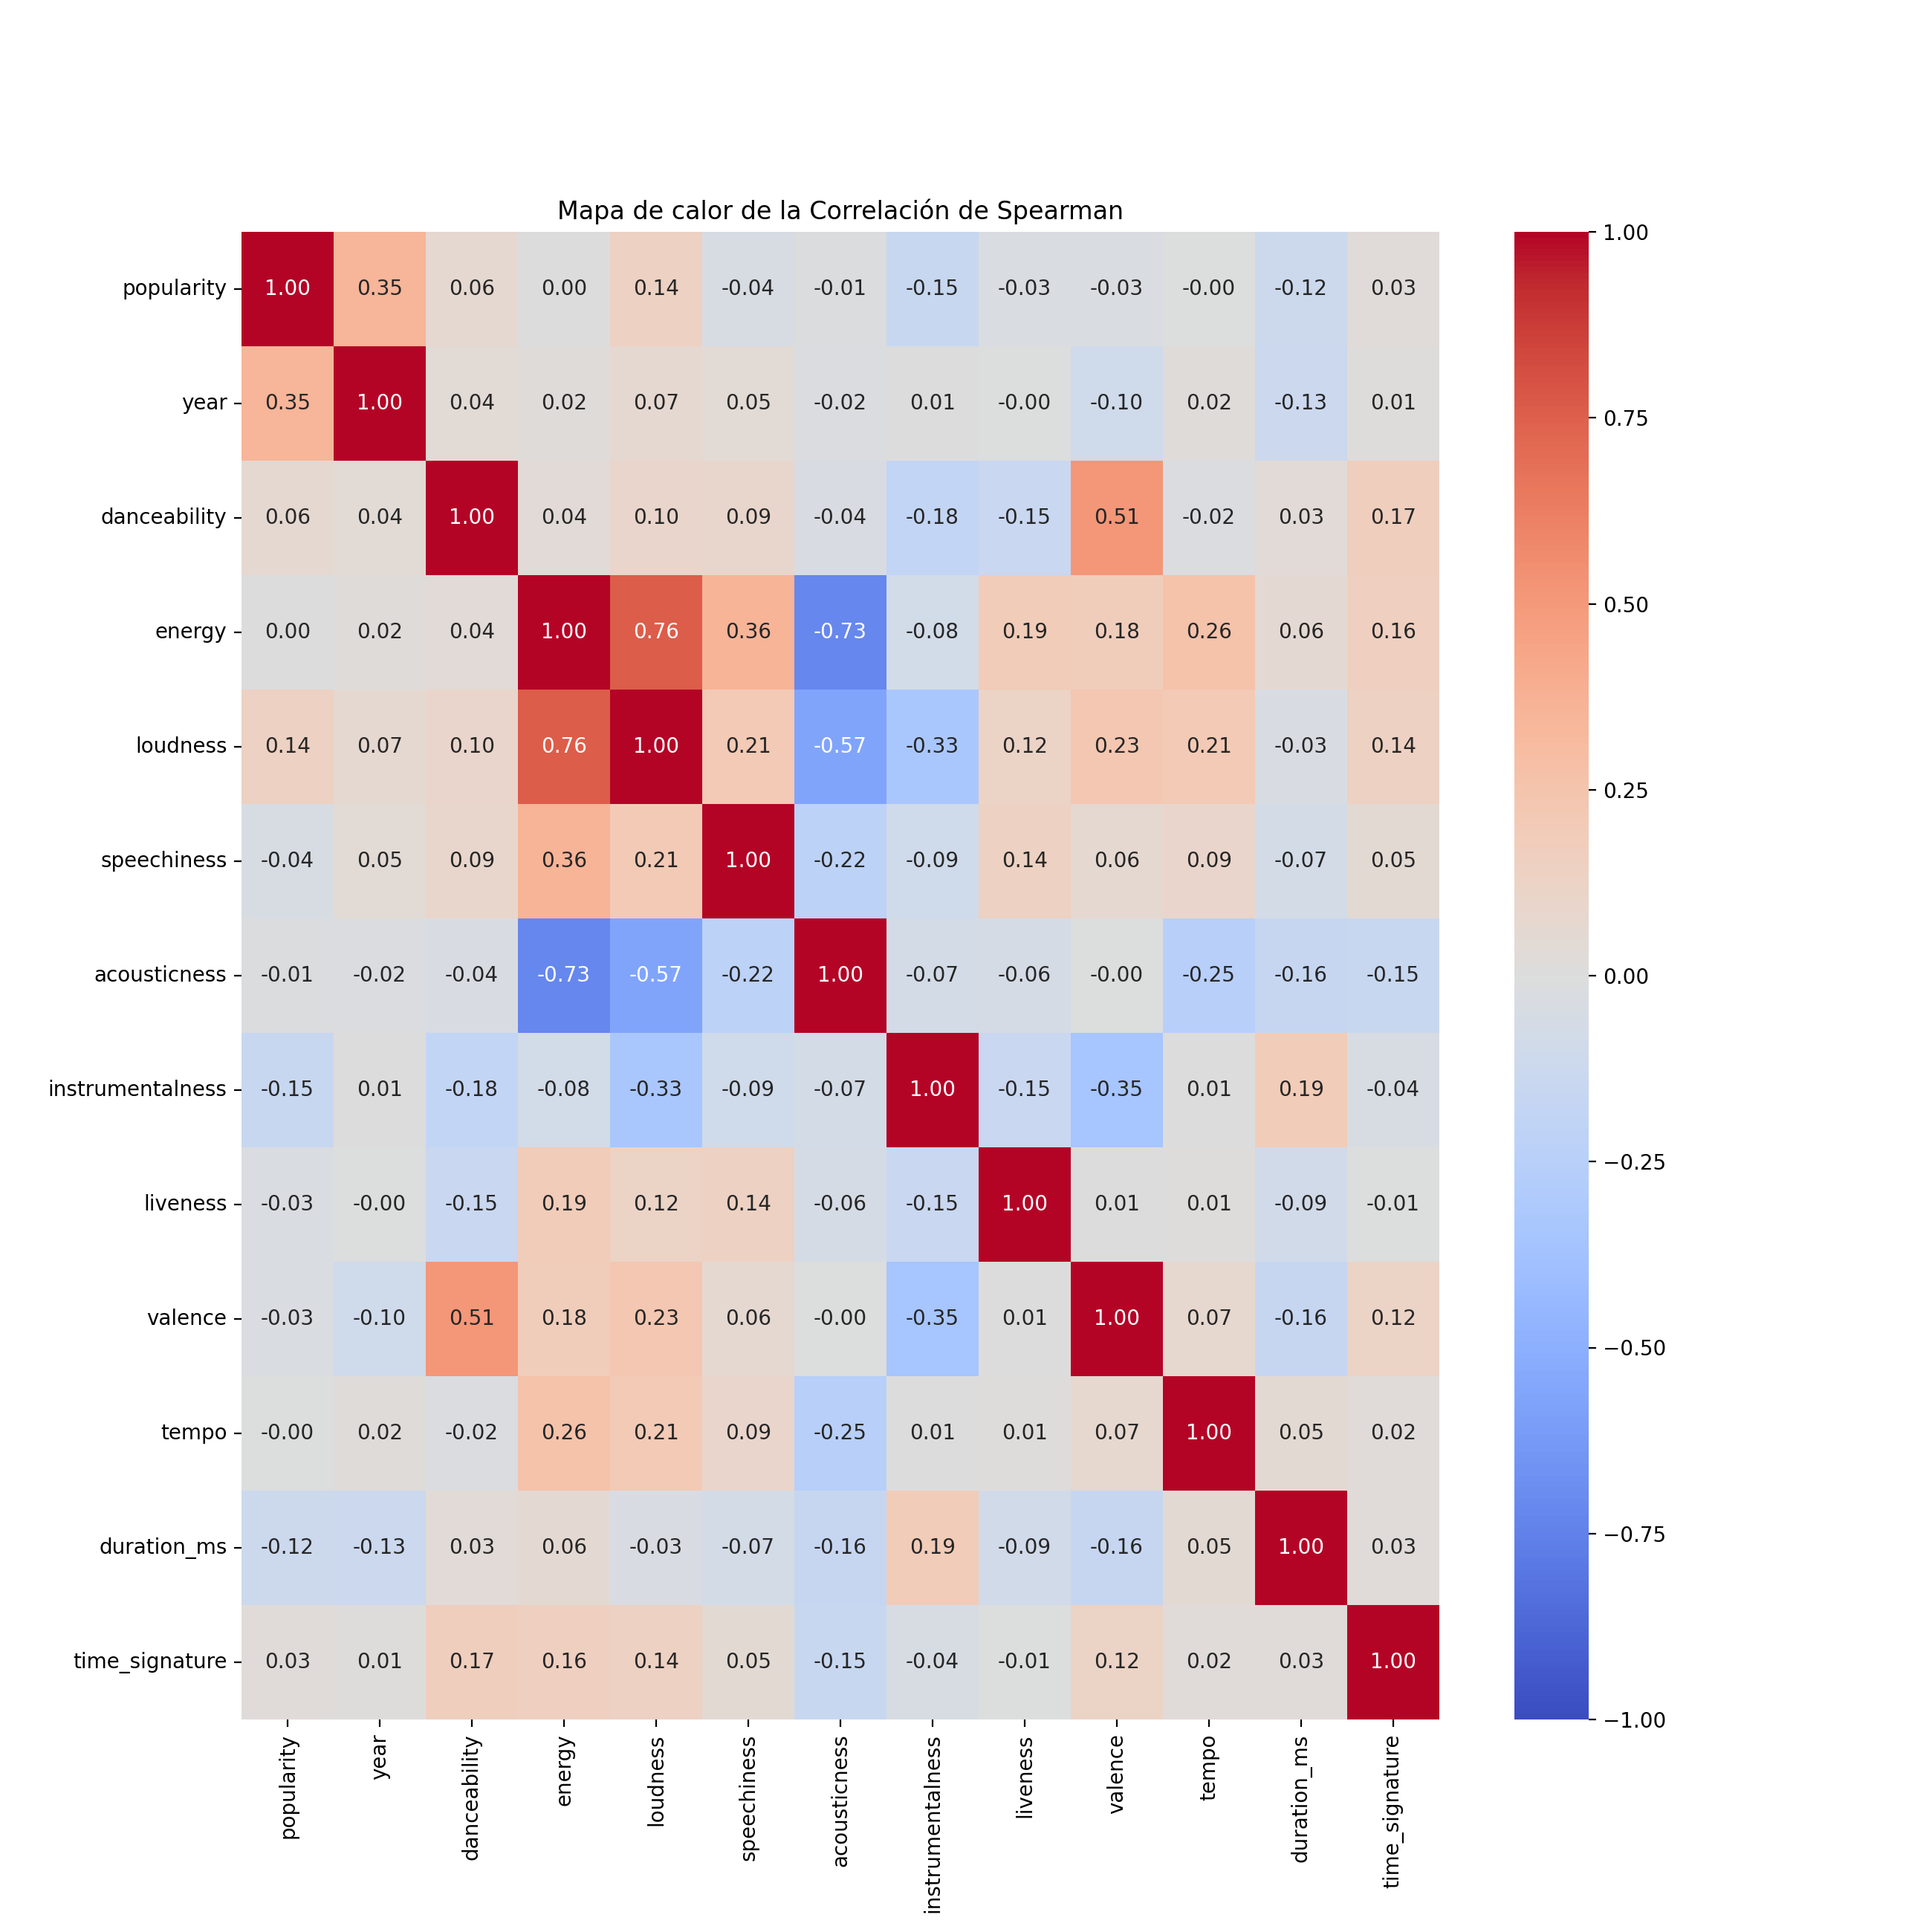 Mapa de calor de la Correlación de Spearman
popularity 1.00 0.35 0.06 0.00 0.14 -0.04 -0.01 -0.15 -0.03 -0.03 -0.00 -0.12 0.03
year 0.35 1.00 0.04 0.02 0.07 0.05 -0.02 0.01 -0.00 -0.10 0.02 -0.13 0.01
danceability 0.06 0.04 1.00 0.04 0.10 0.09 -0.04 -0.18 -0.15 0.51 -0.02 0.03 0.17
energy 0.00 0.02 0.04 1.00 0.76 0.36 -0.73 -0.08 0.19 0.18 0.26 0.06 0.16
loudness 0.14 0.07 0.10 0.76 1.00 0.21 -0.57 -0.33 0.12 0.23 0.21 -0.03 0.14
speechiness -0.04 0.05 0.09 0.36 0.21 1.00 -0.22 -0.09 0.14 0.06 0.09 -0.07 0.05
acousticness -0.01 -0.02 -0.04 -0.73 -0.57 -0.22 1.00 -0.07 -0.06 -0.00 -0.25 -0.16 -0.15
instrumentalness -0.15 0.01 -0.18 -0.08 -0.33 -0.09 -0.07 1.00 -0.15 -0.35 0.01 0.19 -0.04
liveness -0.03 -0.00 -0.15 0.19 0.12 0.14 -0.06 -0.15 1.00 0.01 0.01 -0.09 -0.01
valence -0.03 -0.10 0.51 0.18 0.23 0.06 -0.00 -0.35 0.01 1.00 0.07 -0.16 0.12
tempo -0.00 0.02 -0.02 0.26 0.21 0.09 -0.25 0.01 0.01 0.07 1.00 0.05 0.02
duration_ms -0.12 -0.13 0.03 0.06 -0.03 -0.07 -0.16 0.19 -0.09 -0.16 0.05 1.00 0.03
time_signature 0.03 0.01 0.17 0.16 0.14 0.05 -0.15 -0.04 -0.01 0.12 0.02 0.03 1.00
popularity
year
danceability
energy
loudness
speechiness
acousticness
instrumentalness
liveness
valence
tempo
duration_ms
time_signature
1.00
0.75
0.50
0.25
0.00
−0.25
−0.50
−0.75
−1.00